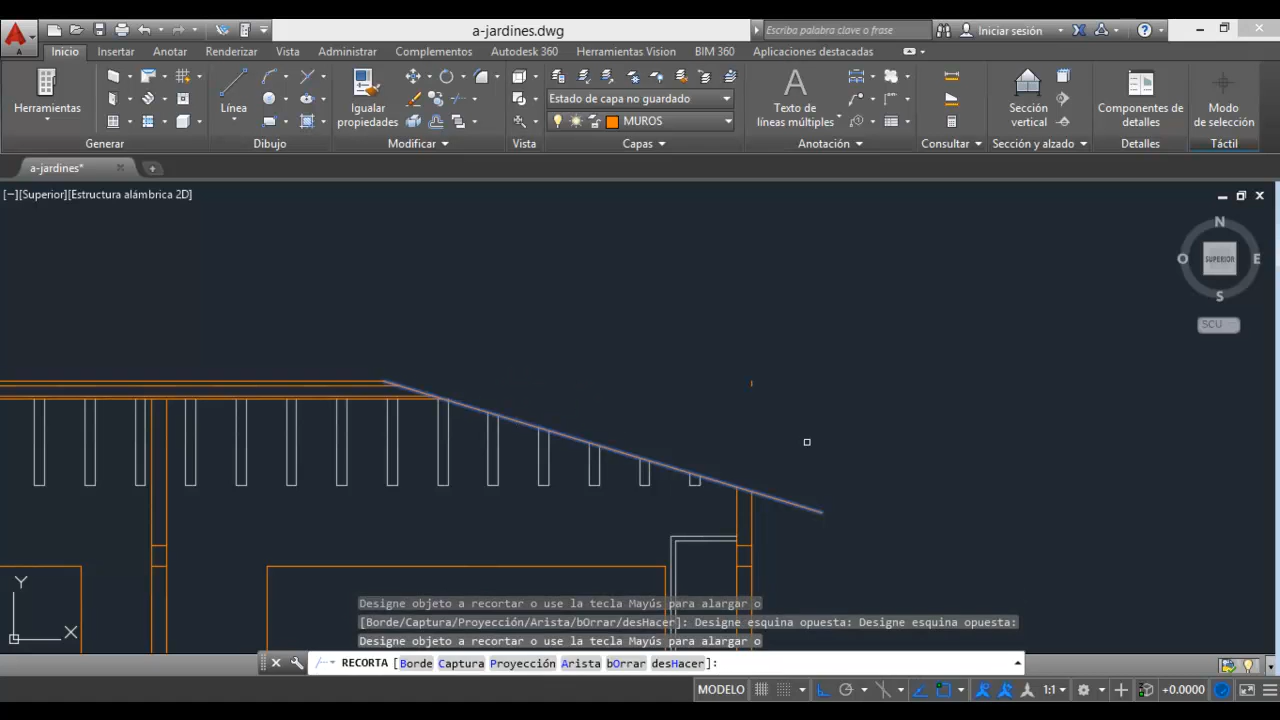 a-jardines.dwg
Escriba palabra clave o frase
Iniciar sesión
A
Inicio
Insertar
Anotar
Renderizar
Vista
Administrar
Complementos
Autodesk 360
Herramientas Vision
BIM 360
Aplicaciones destacadas
Herramientas
Línea
Igualar
propiedades
Estado de capa no guardado
MUROS
Texto de
líneas múltiples
Sección
vertical
Componentes de
detalles
Modo
de selección
General
Dibujo
Modificar
Vista
Capas
Anotación
Consultar
Sección y alzado
Detalles
Táctil
a-jardines*
[−][Superior][Estructura alámbrica 2D]
N
O
SUPERIOR
E
S
SCU
Y
X
Designe objeto a recortar o use la tecla Mayús para alargar o
[Borde/Captura/Proyección/Arista/bOrrar/desHacer]: Designe esquina opuesta: Designe esquina opuesta:
Designe objeto a recortar o use la tecla Mayús para alargar o
RECORTA [Borde Captura Proyección Arista bOrrar desHacer]:
MODELO
1:1
+0.0000